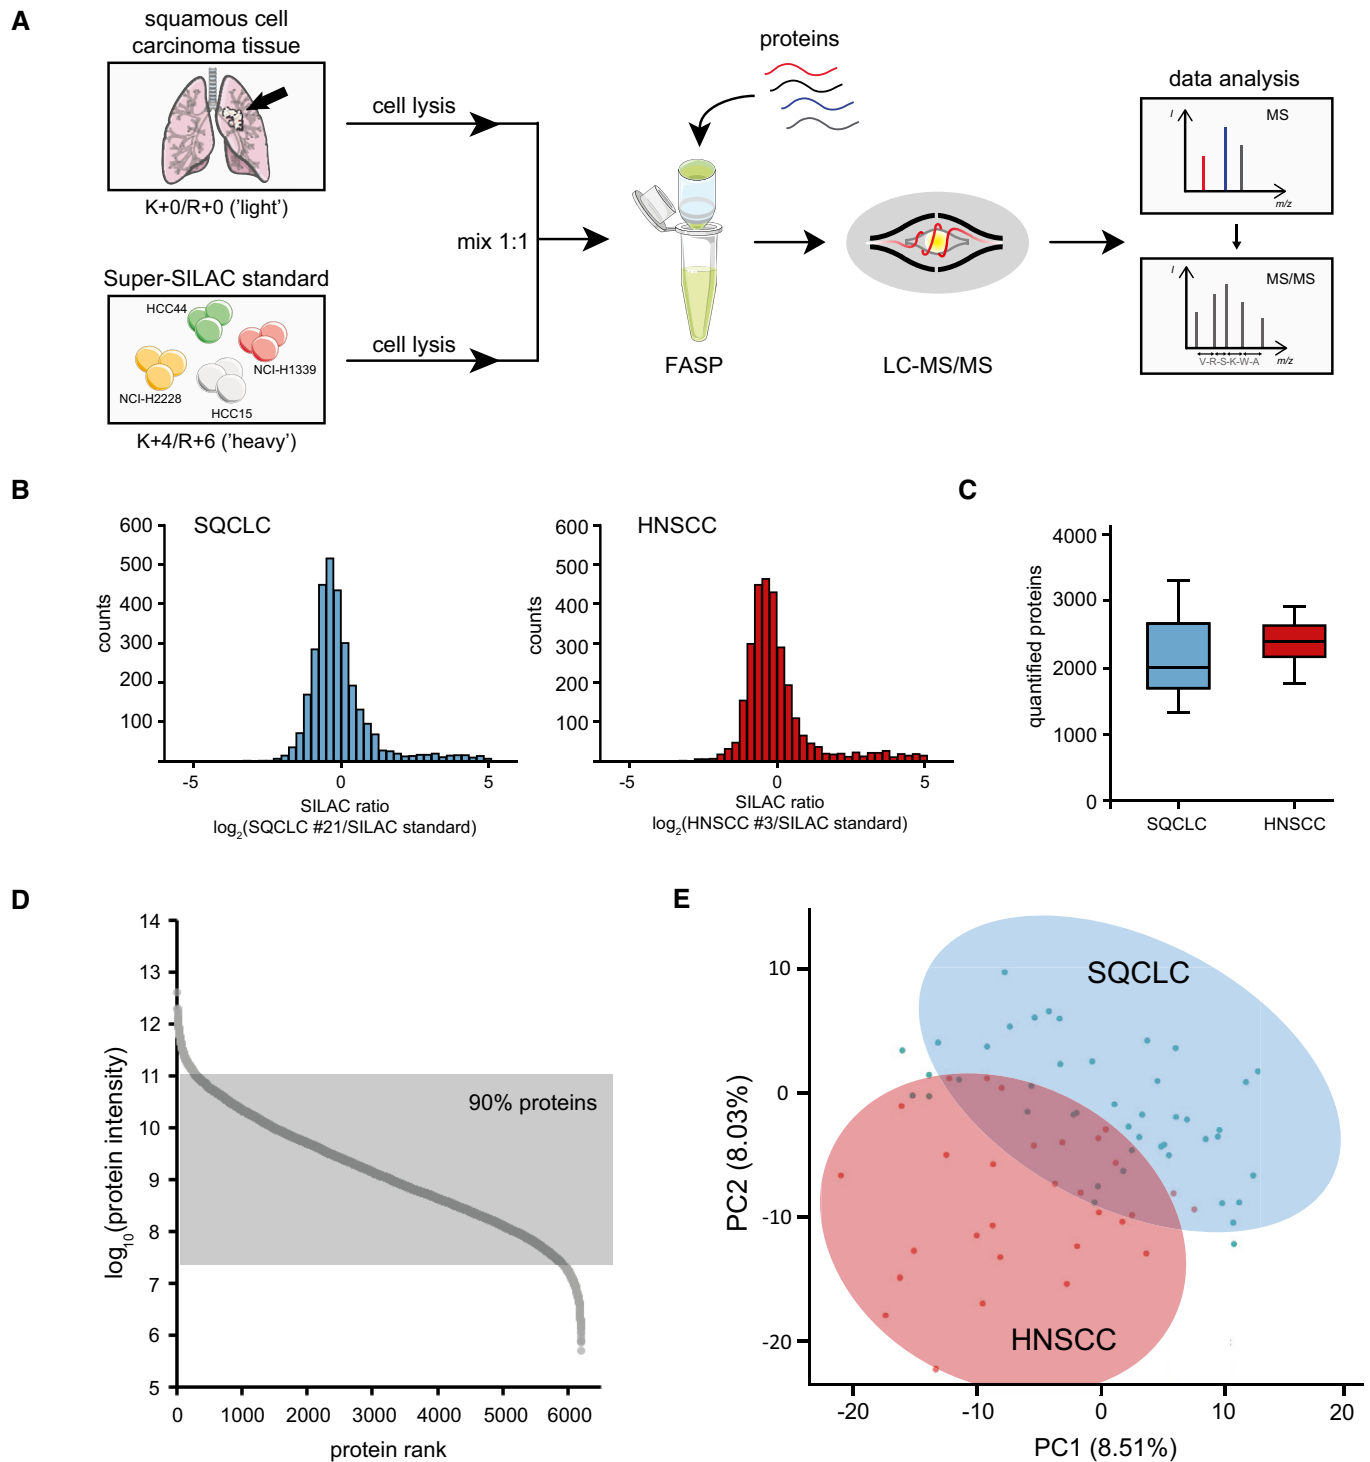 A
squamous cell
carcinoma tissue
K+0/R+0 ('light')
Super-SILAC standard
HCC44
NCI-H1339
NCI-H2228
HCC15
K+4/R+6 ('heavy')
cell lysis
cell lysis
mix 1:1
proteins
FASP
LC-MS/MS
data analysis
I
MS
m/z
I
MS/MS
V-R-S-K-W-A
m/z
B
SQCLC
600
500
400
300
200
100
counts
-5 0 5
SILAC ratio
log2(SQCLC #21/SILAC standard)
HNSCC
600
500
400
300
200
100
counts
-5 0 5
SILAC ratio
log2(HNSCC #3/SILAC standard)
C
4000
3000
2000
1000
0
quantified proteins
SQCLC HNSCC
D
14
13
12
11
10
9
8
7
6
5
log10(protein intensity)
90% proteins
0 1000 2000 3000 4000 5000 6000
protein rank
E
10
0
-10
-20
PC2 (8.03%)
SQCLC
HNSCC
-20 -10 0 10 20
PC1 (8.51%)